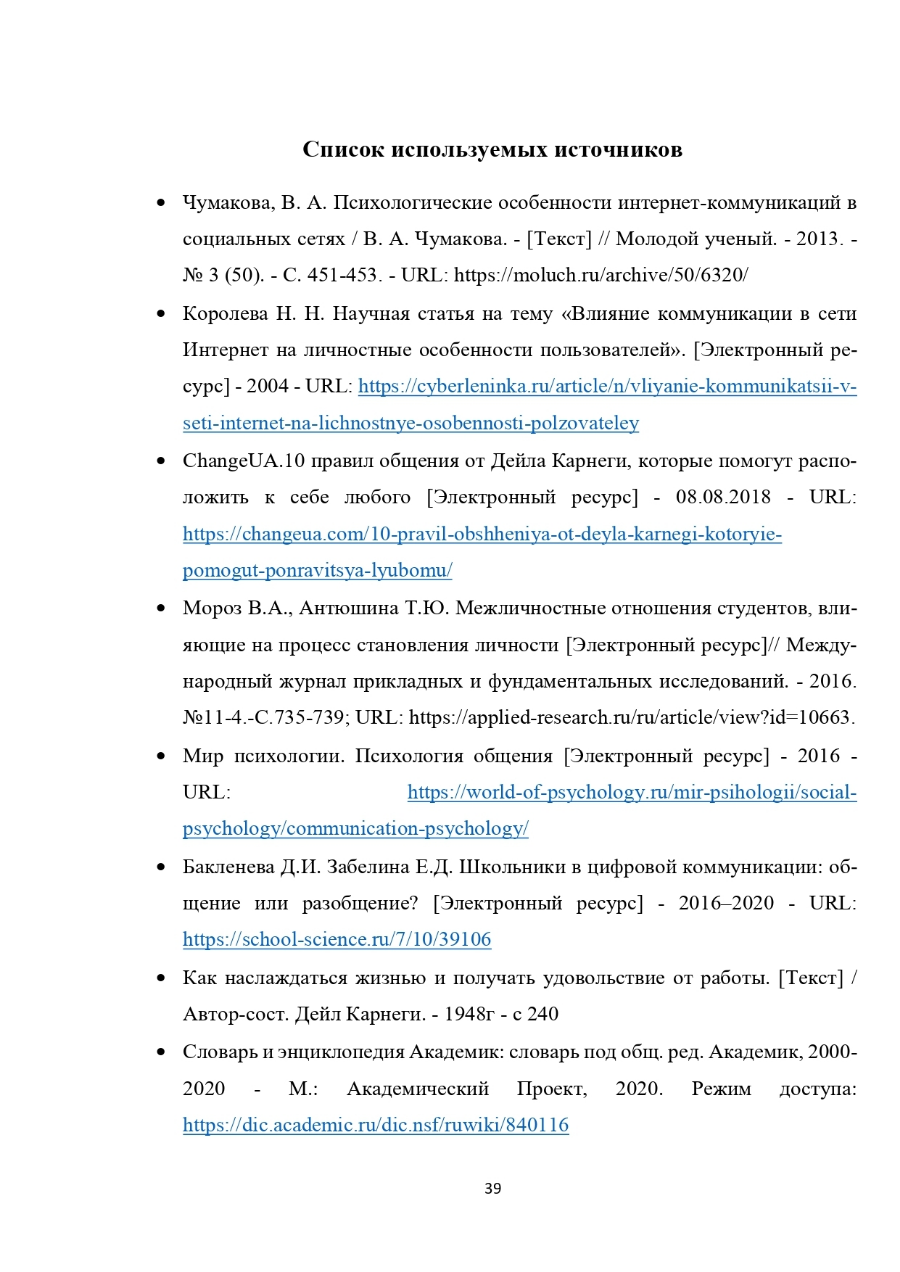 Список используемых источников
• Чумакова, В. А. Психологические особенности интернет-коммуникаций в
социальных сетях / В. А. Чумакова. - [Текст] // Молодой ученый. - 2013. -
№ 3 (50). - С. 451-453. - URL: https://moluch.ru/archive/50/6320/
• Королева Н. Н. Научная статья на тему «Влияние коммуникации в сети
Интернет на личностные особенности пользователей». [Электронный ре-
сурс] - 2004 - URL: https://cyberleninka.ru/article/n/vliyanie-kommunikatsii-v-
seti-internet-na-lichnostnye-osobennosti-polzovateley
• ChangeUA.10 правил общения от Дейла Карнеги, которые помогут распо-
ложить к себе любого [Электронный ресурс] - 08.08.2018 - URL:
https://changeua.com/10-pravil-obshheniya-ot-deyla-karnegi-kotoryie-
pomogut-ponravitsya-lyubomu/
• Мороз В.А., Антюшина Т.Ю. Межличностные отношения студентов, вли-
яющие на процесс становления личности [Электронный ресурс]// Между-
народный журнал прикладных и фундаментальных исследований. - 2016.
№11-4.-С.735-739; URL: https://applied-research.ru/ru/article/view?id=10663.
• Мир психологии. Психология общения [Электронный ресурс] - 2016 -
URL: https://world-of-psychology.ru/mir-psihologii/social-
psychology/communication-psychology/
• Бакленева Д.И. Забелина Е.Д. Школьники в цифровой коммуникации: об-
щение или разобщение? [Электронный ресурс] - 2016–2020 - URL:
https://school-science.ru/7/10/39106
• Как наслаждаться жизнью и получать удовольствие от работы. [Текст] /
Автор-сост. Дейл Карнеги. - 1948г - с 240
• Словарь и энциклопедия Академик: словарь под общ. ред. Академик, 2000-
2020 - М.: Академический Проект, 2020. Режим доступа:
https://dic.academic.ru/dic.nsf/ruwiki/840116
39